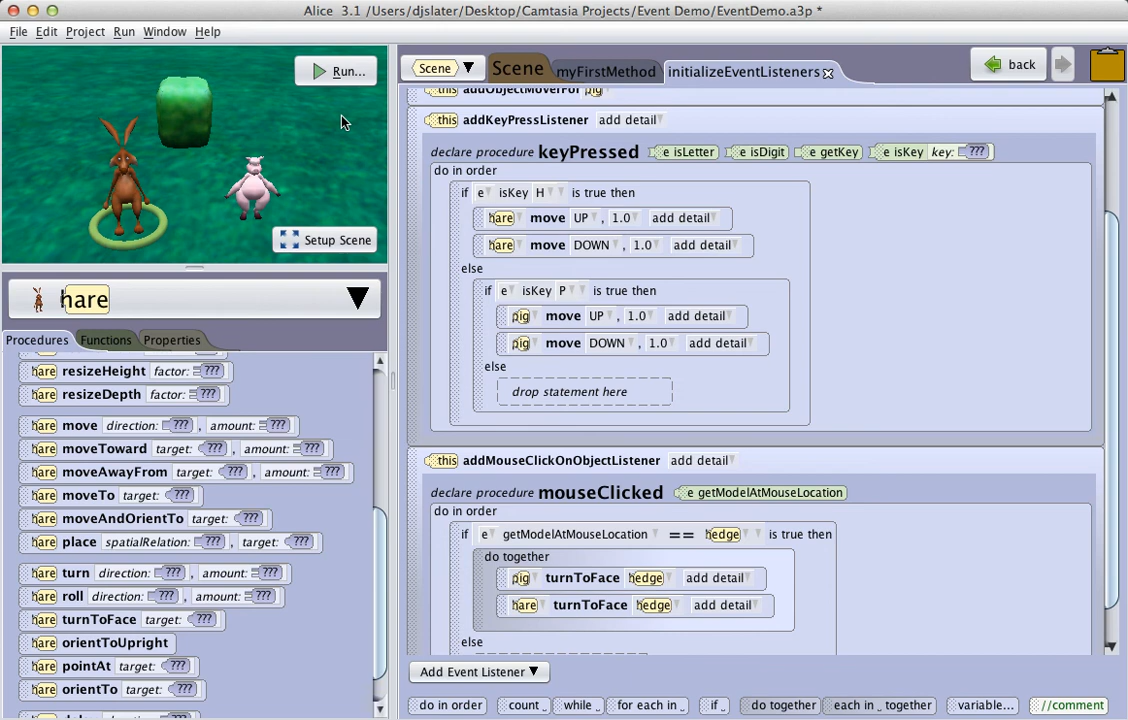 Alice 3.1 /Users/djslater/Desktop/Camtasia Projects/Event Demo/EventDemo.a3p *
File Edit Project Run Window Help
Run...
Setup Scene
hare
Procedures Functions Properties
hare resizeHeight factor: ???
hare resizeDepth factor: ???
hare move direction: ??? , amount: ???
hare moveToward target: ??? , amount: ???
hare moveAwayFrom target: ??? , amount: ???
hare moveTo target: ???
hare moveAndOrientTo target: ???
hare place spatialRelation: ??? , target: ???
hare turn direction: ??? , amount: ???
hare roll direction: ??? , amount: ???
hare turnToFace target: ???
hare orientToUpright
hare pointAt target: ???
hare orientTo target: ???
Scene Scene myFirstMethod initializeEventListeners back
this addObjectMoverFor pig
this addKeyPressListener add detail
declare procedure keyPressed e isLetter e isDigit e getKey e isKey key: ???
do in order
if e isKey H is true then
hare move UP , 1.0 add detail
hare move DOWN , 1.0 add detail
else
if e isKey P is true then
pig move UP , 1.0 add detail
pig move DOWN , 1.0 add detail
else
drop statement here
this addMouseClickOnObjectListener add detail
declare procedure mouseClicked e getModelAtMouseLocation
do in order
if e getModelAtMouseLocation == hedge is true then
do together
pig turnToFace hedge add detail
hare turnToFace hedge add detail
else
Add Event Listener
do in order count _ while _ for each in _ if _ do together each in _ together variable... //comment